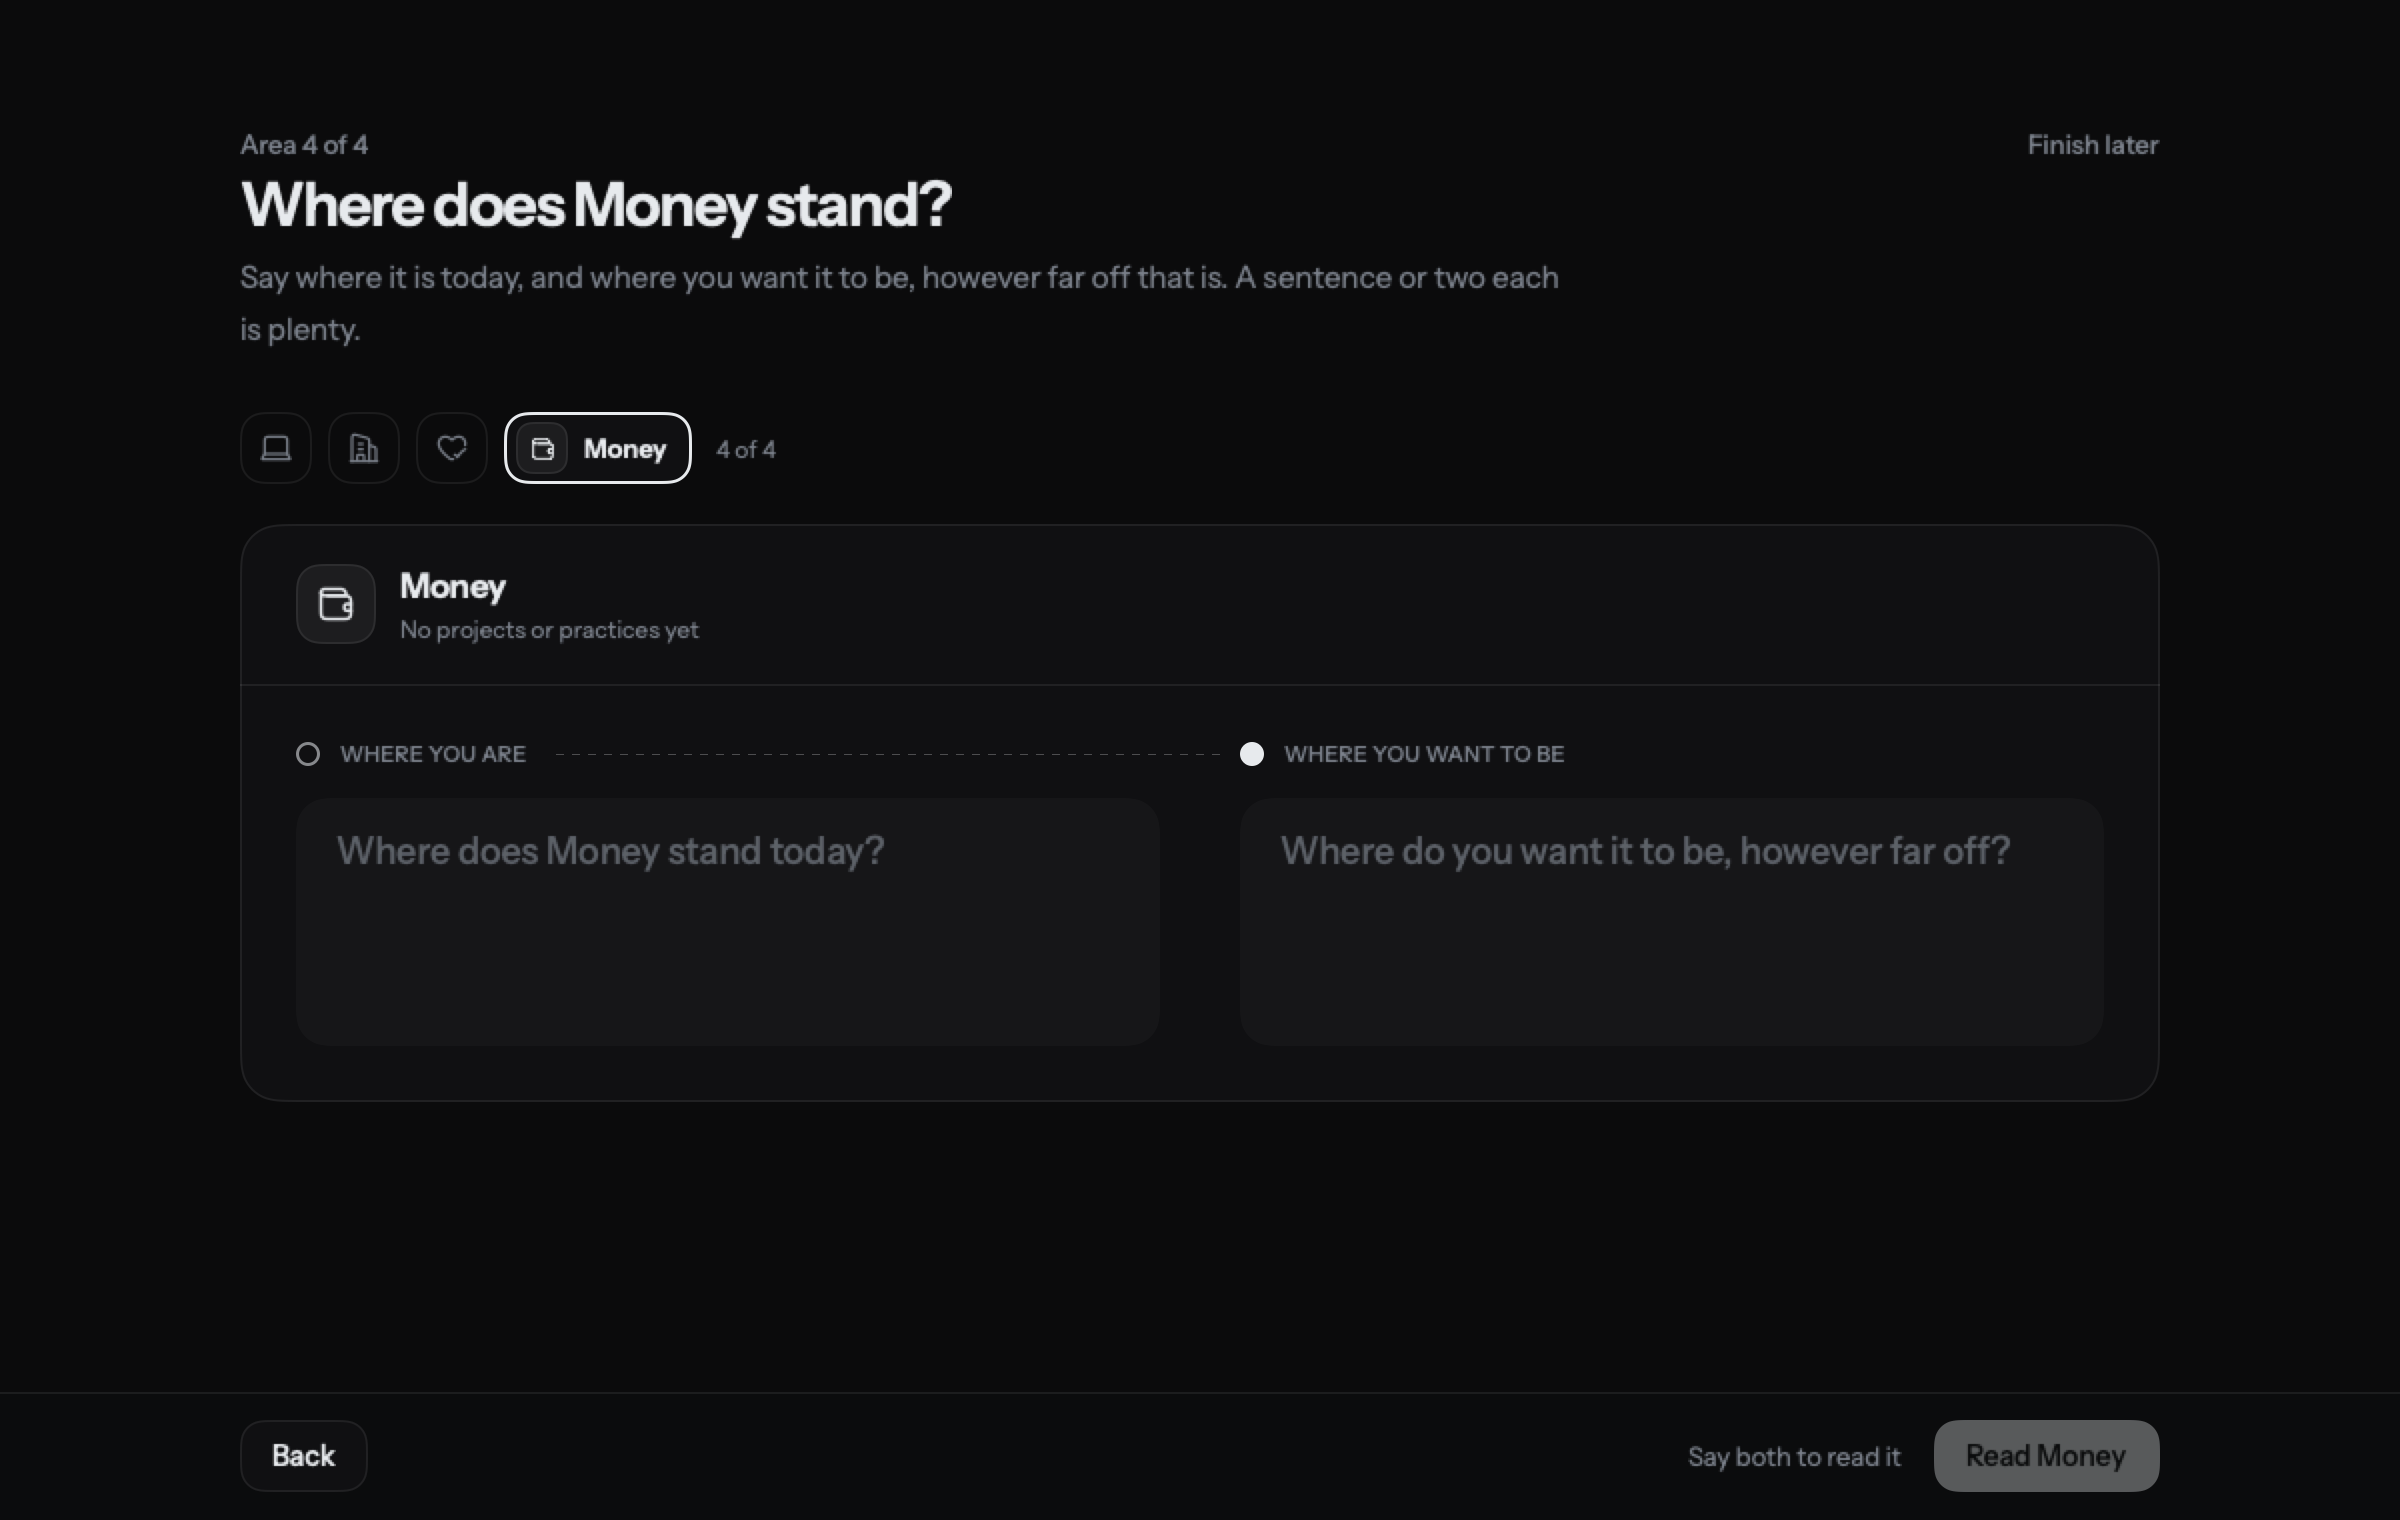 Area 4 of 4
Finish later
Where does Money stand?
Say where it is today, and where you want it to be, however far off that is. A sentence or two each
is plenty.
Money
4 of 4
Money
No projects or practices yet
WHERE YOU ARE
WHERE YOU WANT TO BE
Where does Money stand today?
Where do you want it to be, however far off?
Back
Say both to read it
Read Money